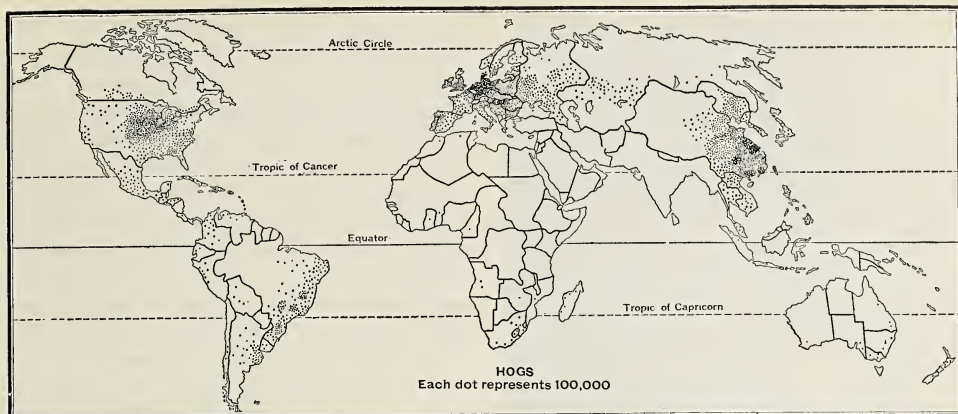 Arctic Circle
Tropic of Cancer
Equator
Tropic of Capricorn
HOGS
Each dot represents 100,000